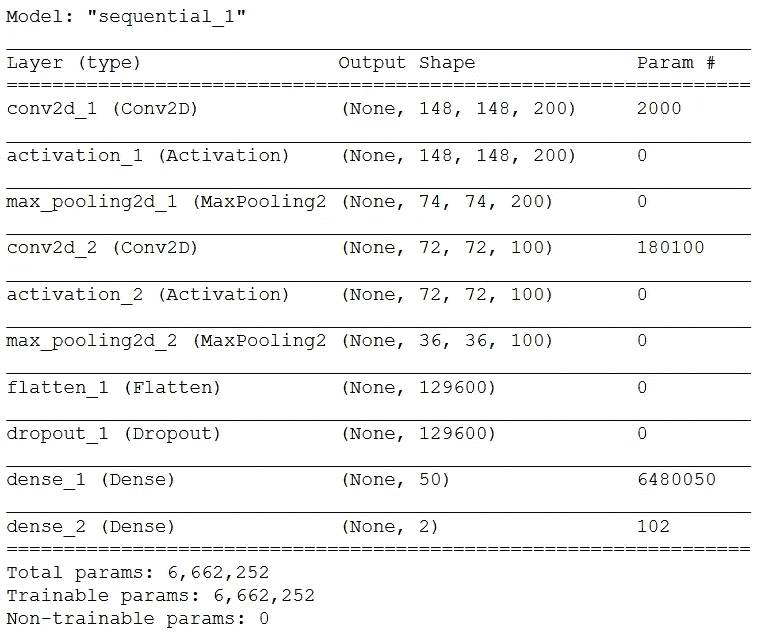 Model: "sequential_1"
Layer (type) Output Shape Param #
conv2d_1 (Conv2D) (None, 148, 148, 200) 2000
activation_1 (Activation) (None, 148, 148, 200) 0
max_pooling2d_1 (MaxPooling2 (None, 74, 74, 200) 0
conv2d_2 (Conv2D) (None, 72, 72, 100) 180100
activation_2 (Activation) (None, 72, 72, 100) 0
max_pooling2d_2 (MaxPooling2 (None, 36, 36, 100) 0
flatten_1 (Flatten) (None, 129600) 0
dropout_1 (Dropout) (None, 129600) 0
dense_1 (Dense) (None, 50) 6480050
dense_2 (Dense) (None, 2) 102
Total params: 6,662,252
Trainable params: 6,662,252
Non-trainable params: 0